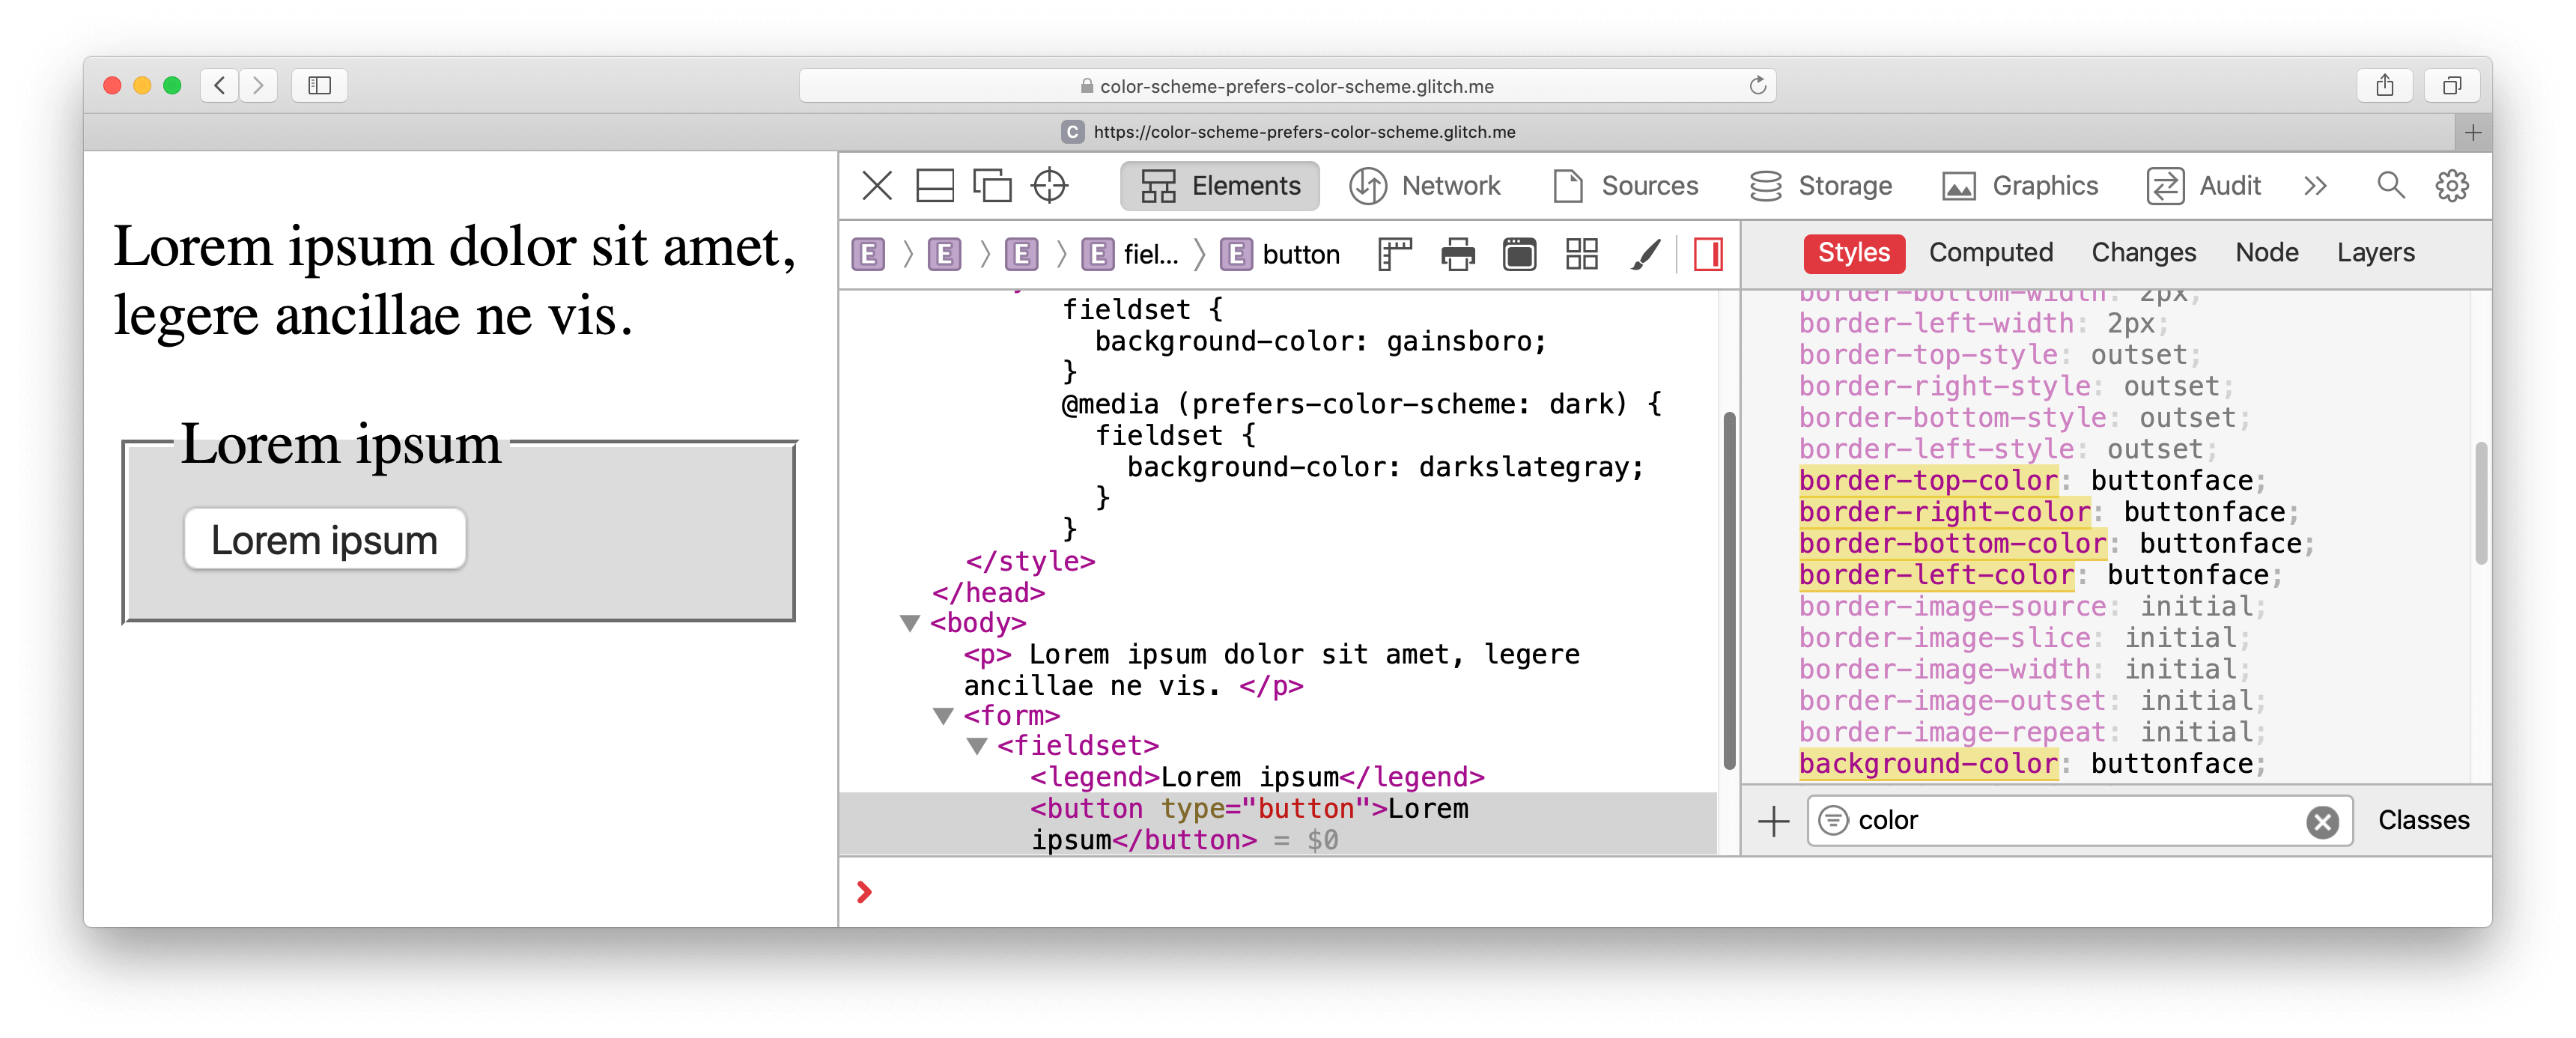 color-scheme-prefers-color-scheme.glitch.me
C https://color-scheme-prefers-color-scheme.glitch.me
Lorem ipsum dolor sit amet,
legere ancillae ne vis.
Lorem ipsum
Lorem ipsum
Elements Network Sources Storage Graphics Audit
E E E E fiel... E button
fieldset {
background-color: gainsboro;
}
@media (prefers-color-scheme: dark) {
fieldset {
background-color: darkslategray;
}
}
</style>
</head>
<body>
<p> Lorem ipsum dolor sit amet, legere
ancillae ne vis. </p>
<form>
<fieldset>
<legend>Lorem ipsum</legend>
<button type="button">Lorem
ipsum</button> = $0
Styles Computed Changes Node Layers
border-bottom-width: 2px;
border-left-width: 2px;
border-top-style: outset;
border-right-style: outset;
border-bottom-style: outset;
border-left-style: outset;
border-top-color: buttonface;
border-right-color: buttonface;
border-bottom-color: buttonface;
border-left-color: buttonface;
border-image-source: initial;
border-image-slice: initial;
border-image-width: initial;
border-image-outset: initial;
border-image-repeat: initial;
background-color: buttonface;
color Classes